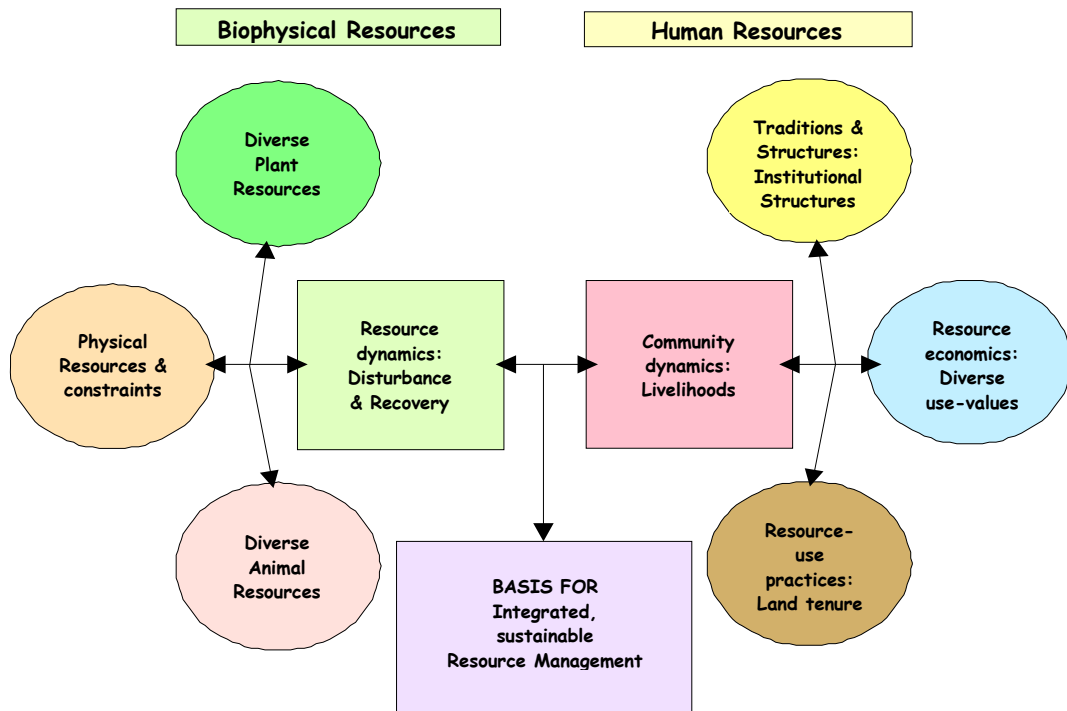 Biophysical Resources
Human Resources
Diverse
Plant
Resources
Traditions &
Structures:
Institutional
Structures
Physical
Resources &
constraints
Resource
dynamics:
Disturbance
& Recovery
Community
dynamics:
Livelihoods
Resource
economics:
Diverse
use-values
Diverse
Animal
Resources
BASIS FOR
Integrated,
sustainable
Resource Management
Resource-
use
practices:
Land tenure